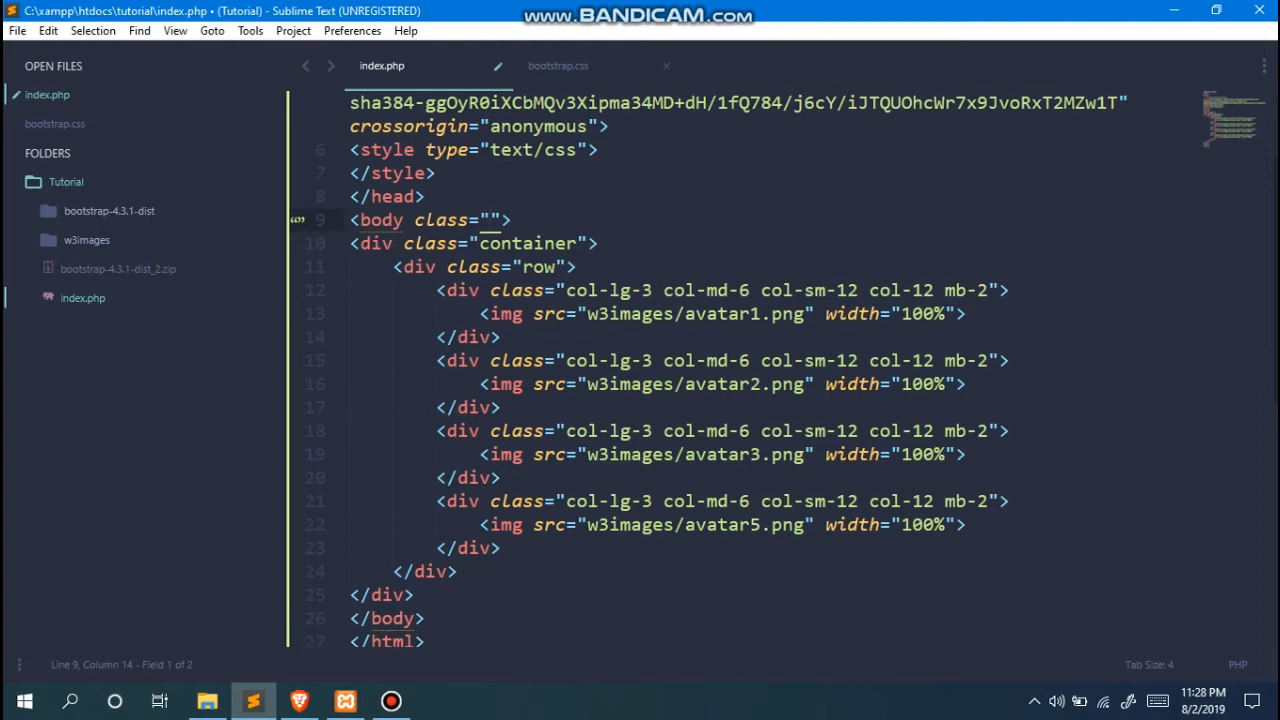 C:\xampp\htdocs\tutorial\index.php • (Tutorial) - Sublime Text (UNREGISTERED)
www.BANDICAM.com
File Edit Selection Find View Goto Tools Project Preferences Help
OPEN FILES
index.php
bootstrap.css
FOLDERS
Tutorial
bootstrap-4.3.1-dist
w3images
bootstrap-4.3.1-dist_2.zip
index.php
index.php
bootstrap.css
sha384-ggOyR0iXCbMQv3Xipma34MD+dH/1fQ784/j6cY/iJTQUOhcWr7x9JvoRxT2MZw1T"
crossorigin="anonymous">
6 <style type="text/css">
7 </style>
8 </head>
9 <body class="">
10 <div class="container">
11 <div class="row">
12 <div class="col-lg-3 col-md-6 col-sm-12 col-12 mb-2">
13 <img src="w3images/avatar1.png" width="100%">
14 </div>
15 <div class="col-lg-3 col-md-6 col-sm-12 col-12 mb-2">
16 <img src="w3images/avatar2.png" width="100%">
17 </div>
18 <div class="col-lg-3 col-md-6 col-sm-12 col-12 mb-2">
19 <img src="w3images/avatar3.png" width="100%">
20 </div>
21 <div class="col-lg-3 col-md-6 col-sm-12 col-12 mb-2">
22 <img src="w3images/avatar5.png" width="100%">
23 </div>
24 </div>
25 </div>
26 </body>
27 </html>
Line 9, Column 14 - Field 1 of 2
Tab Size: 4
PHP
11:28 PM
8/2/2019